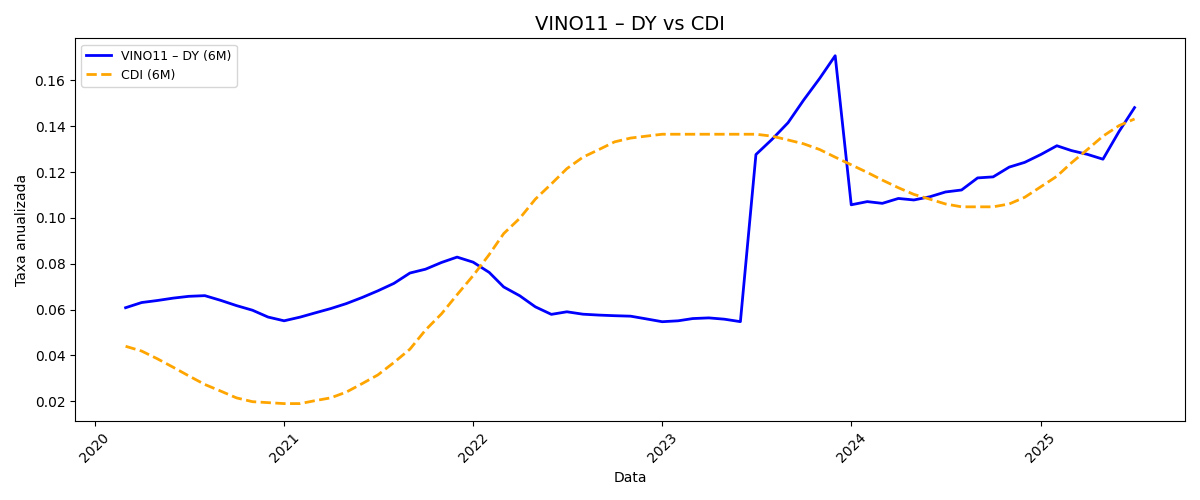 VINO11 – DY vs CDI
VINO11 – DY (6M)
CDI (6M)
Taxa anualizada
0.16
0.14
0.12
0.10
0.08
0.06
0.04
0.02
2020
2021
2022
2023
2024
2025
Data